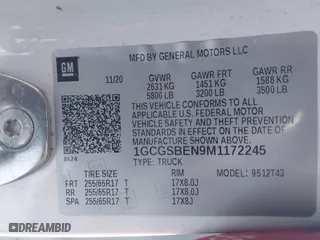 GM
MFD BY GENERAL MOTORS LLC
11/20 GVWR GAWR FRT GAWR RR
2631 KG 1451 KG 1588 KG
5800 LB 3200 LB 3500 LB
THIS VEHICLE CONFORMS TO ALL
APPLICABLE U.S. FEDERAL MOTOR
VEHICLE SAFETY AND THEFT PREVENTION
STANDARDS IN EFFECT ON THE DATE OF
MANUFACTURE SHOWN ABOVE.
1GCGSBEN9M1172245
TYPE: TRUCK MODEL: 9512T43
TIRE SIZE RIM
FRT 255/65R17 T 17X8.0J
RR 255/65R17 T 17X8.0J
SPA 255/65R17 T 17X8J
AUTOBIDMASTER